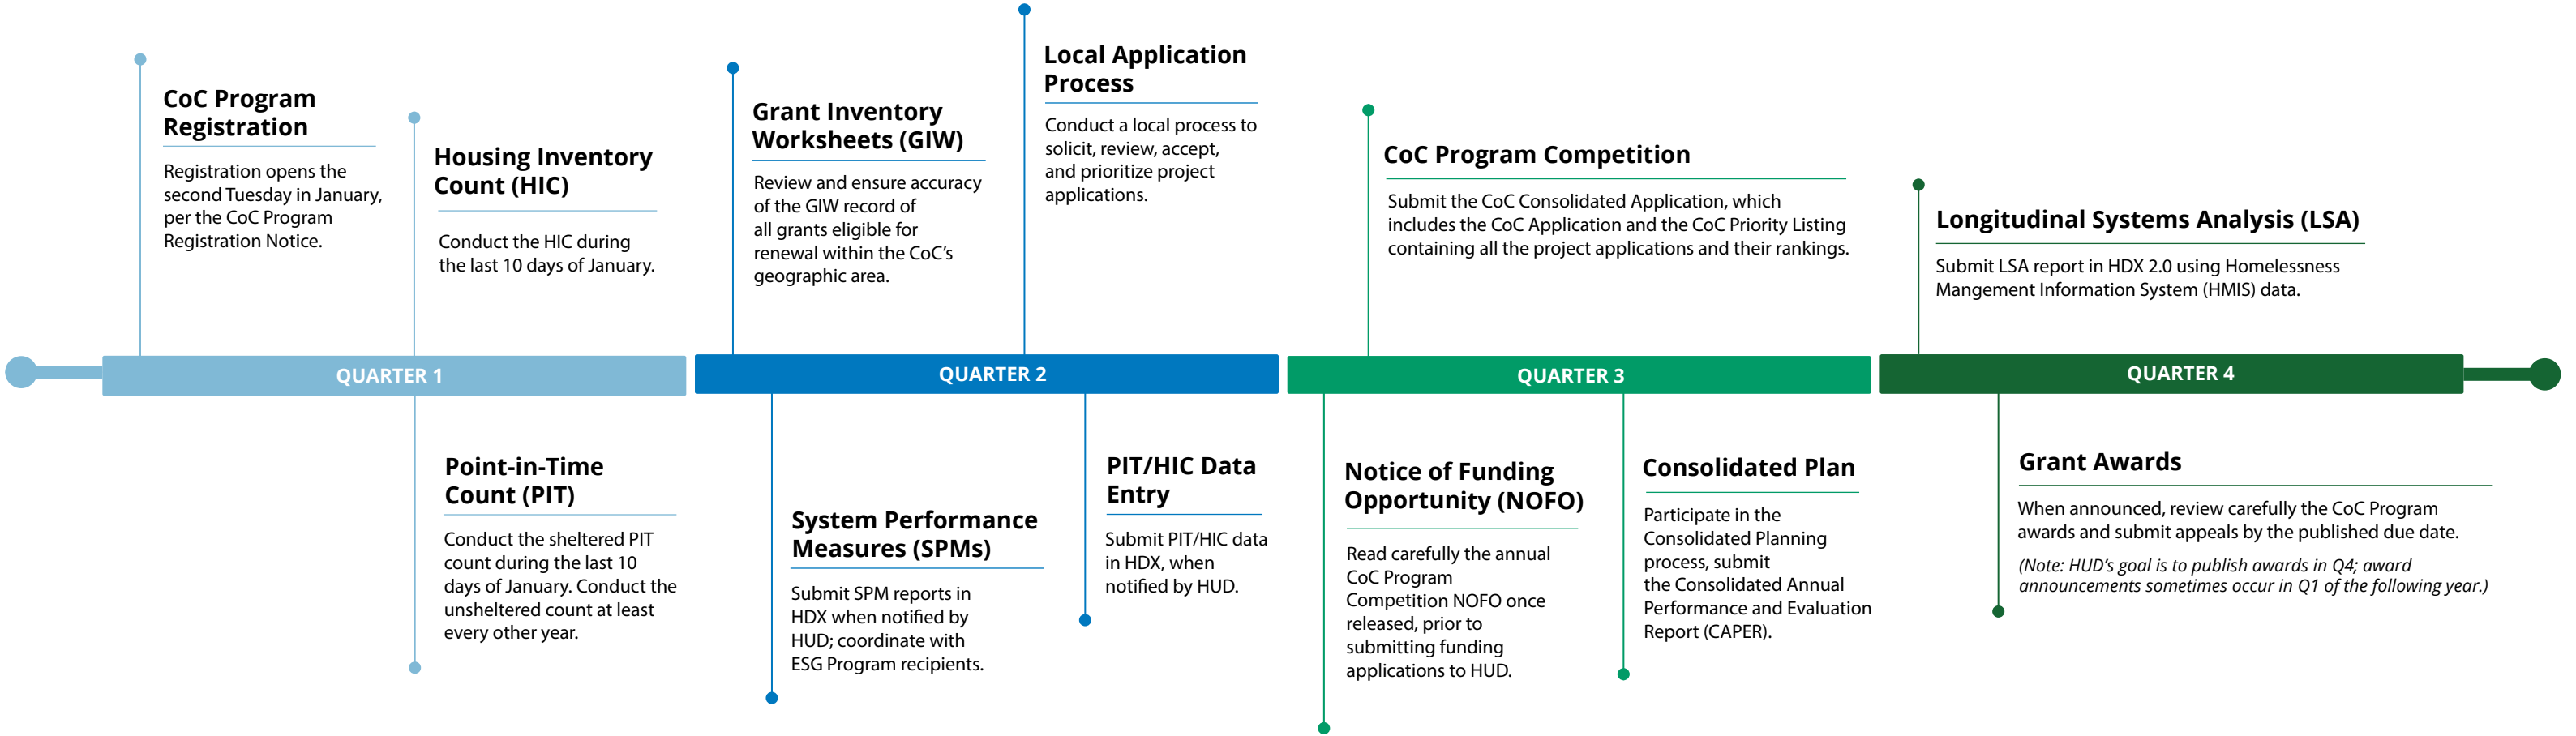 CoC Program
Registration
Registration opens the
second Tuesday in January,
per the CoC Program
Registration Notice.
Housing Inventory
Count (HIC)
Conduct the HIC during
the last 10 days of January.
Grant Inventory
Worksheets (GIW)
Review and ensure accuracy
of the GIW record of
all grants eligible for
renewal within the CoC's
geographic area.
Local Application
Process
Conduct a local process to
solicit, review, accept,
and prioritize project
applications.
CoC Program Competition
Submit the CoC Consolidated Application, which
includes the CoC Application and the CoC Priority Listing
containing all the project applications and their rankings.
Longitudinal Systems Analysis (LSA)
Submit LSA report in HDX 2.0 using Homelessness
Mangement Information System (HMIS) data.
QUARTER 1
QUARTER 2
QUARTER 3
QUARTER 4
Point-in-Time
Count (PIT)
Conduct the sheltered PIT
count during the last 10
days of January. Conduct the
unsheltered count at least
every other year.
System Performance
Measures (SPMs)
Submit SPM reports in
HDX when notified by
HUD; coordinate with
ESG Program recipients.
PIT/HIC Data
Entry
Submit PIT/HIC data
in HDX, when
notified by HUD.
Notice of Funding
Opportunity (NOFO)
Read carefully the annual
CoC Program
Competition NOFO once
released, prior to
submitting funding
applications to HUD.
Consolidated Plan
Participate in the
Consolidated Planning
process, submit
the Consolidated Annual
Performance and Evaluation
Report (CAPER).
Grant Awards
When announced, review carefully the CoC Program
awards and submit appeals by the published due date.
(Note: HUD's goal is to publish awards in Q4; award
announcements sometimes occur in Q1 of the following year.)